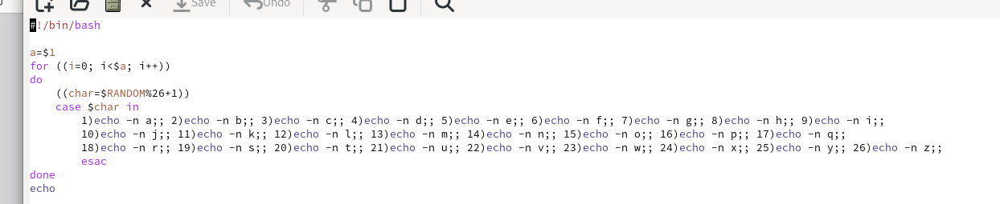 Save Undo
#!/bin/bash
a=$1
for ((i=0; i<$a; i++))
do
    ((char=$RANDOM%26+1))
    case $char in
        1)echo -n a;; 2)echo -n b;; 3)echo -n c;; 4)echo -n d;; 5)echo -n e;; 6)echo -n f;; 7)echo -n g;; 8)echo -n h;; 9)echo -n i;;
        10)echo -n j;; 11)echo -n k;; 12)echo -n l;; 13)echo -n m;; 14)echo -n n;; 15)echo -n o;; 16)echo -n p;; 17)echo -n q;;
        18)echo -n r;; 19)echo -n s;; 20)echo -n t;; 21)echo -n u;; 22)echo -n v;; 23)echo -n w;; 24)echo -n x;; 25)echo -n y;; 26)echo -n z;;
        esac
done
echo